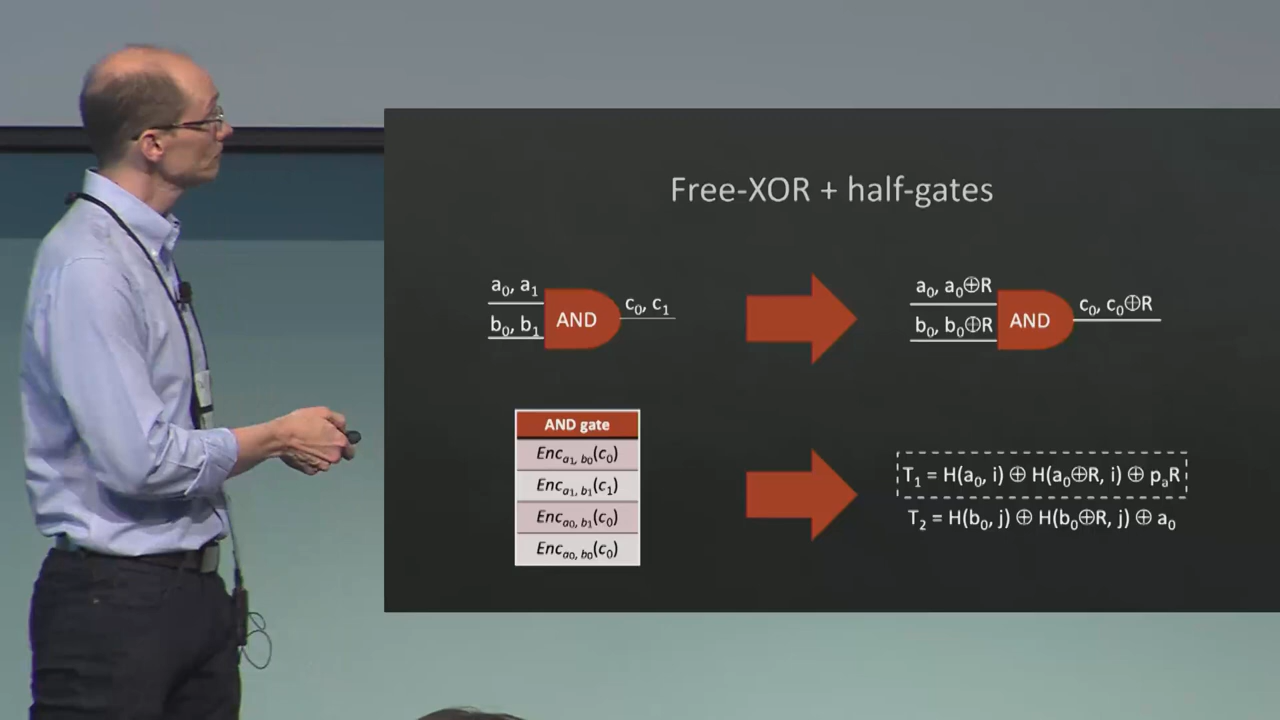 Free-XOR + half-gates
a₀, a₁
b₀, b₁
AND
c₀, c₁
a₀, a₀⊕R
b₀, b₀⊕R
AND
c₀, c₀⊕R
AND gate
Enc_{a₁, b₀}(c₀)
Enc_{a₁, b₁}(c₁)
Enc_{a₀, b₁}(c₀)
Enc_{a₀, b₀}(c₀)
T₁ = H(a₀, i) ⊕ H(a₀⊕R, i) ⊕ pₐR
T₂ = H(b₀, j) ⊕ H(b₀⊕R, j) ⊕ a₀